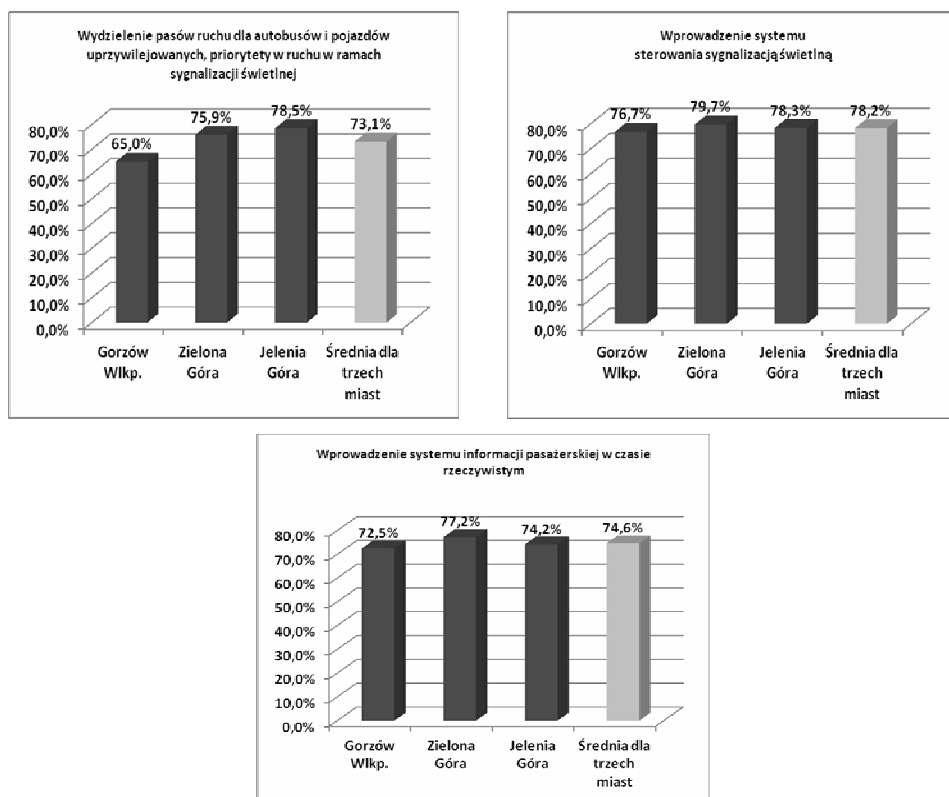 Wydzielenie pasów ruchu dla autobusów i pojazdów
uprzywilejowanych, priorytety w ruchu w ramach
sygnalizacji świetlnej
65,0%
75,9%
78,5%
73,1%
80,0%
70,0%
60,0%
50,0%
40,0%
30,0%
20,0%
10,0%
0,0%
Gorzów Wlkp.
Zielona Góra
Jelenia Góra
Średnia dla trzech miast
Wprowadzenie systemu
sterowania sygnalizacją świetlną
76,7%
79,7%
78,3%
78,2%
80,0%
70,0%
60,0%
50,0%
40,0%
30,0%
20,0%
10,0%
0,0%
Gorzów Wlkp.
Zielona Góra
Jelenia Góra
Średnia dla trzech miast
Wprowadzenie systemu informacji pasażerskiej w czasie
rzeczywistym
72,5%
77,2%
74,2%
74,6%
80,0%
70,0%
60,0%
50,0%
40,0%
30,0%
20,0%
10,0%
0,0%
Gorzów Wlkp.
Zielona Góra
Jelenia Góra
Średnia dla trzech miast